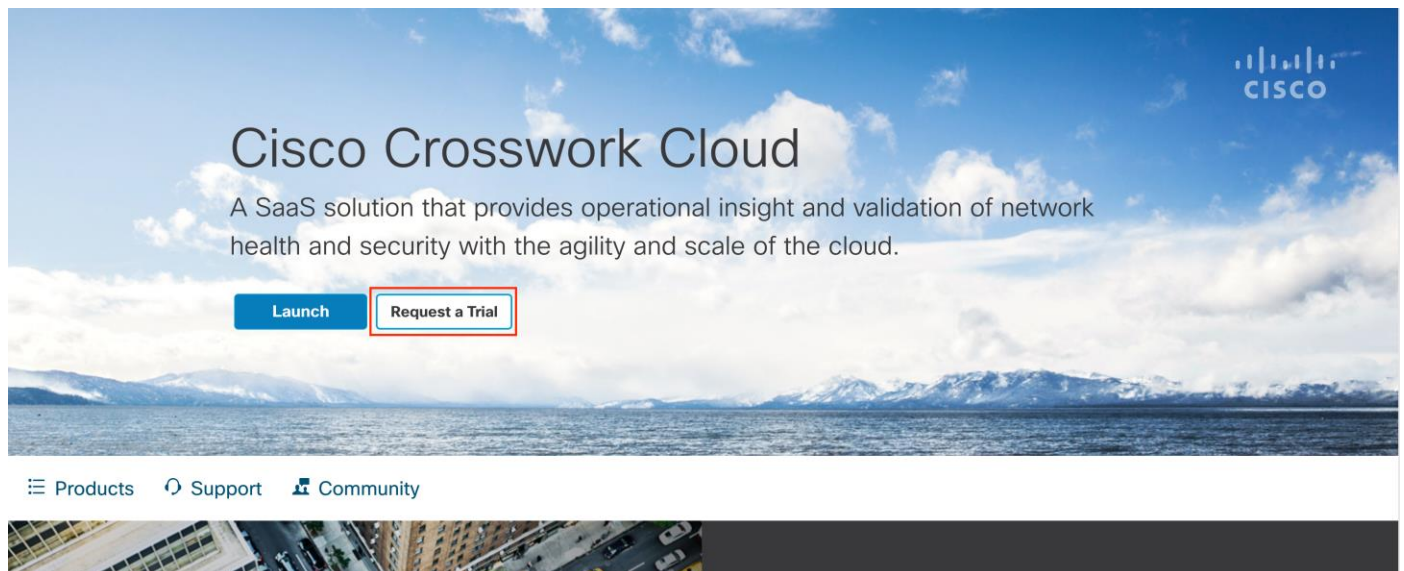 CISCO
Cisco Crosswork Cloud
A SaaS solution that provides operational insight and validation of network
health and security with the agility and scale of the cloud.
Launch
Request a Trial
Products
Support
Community